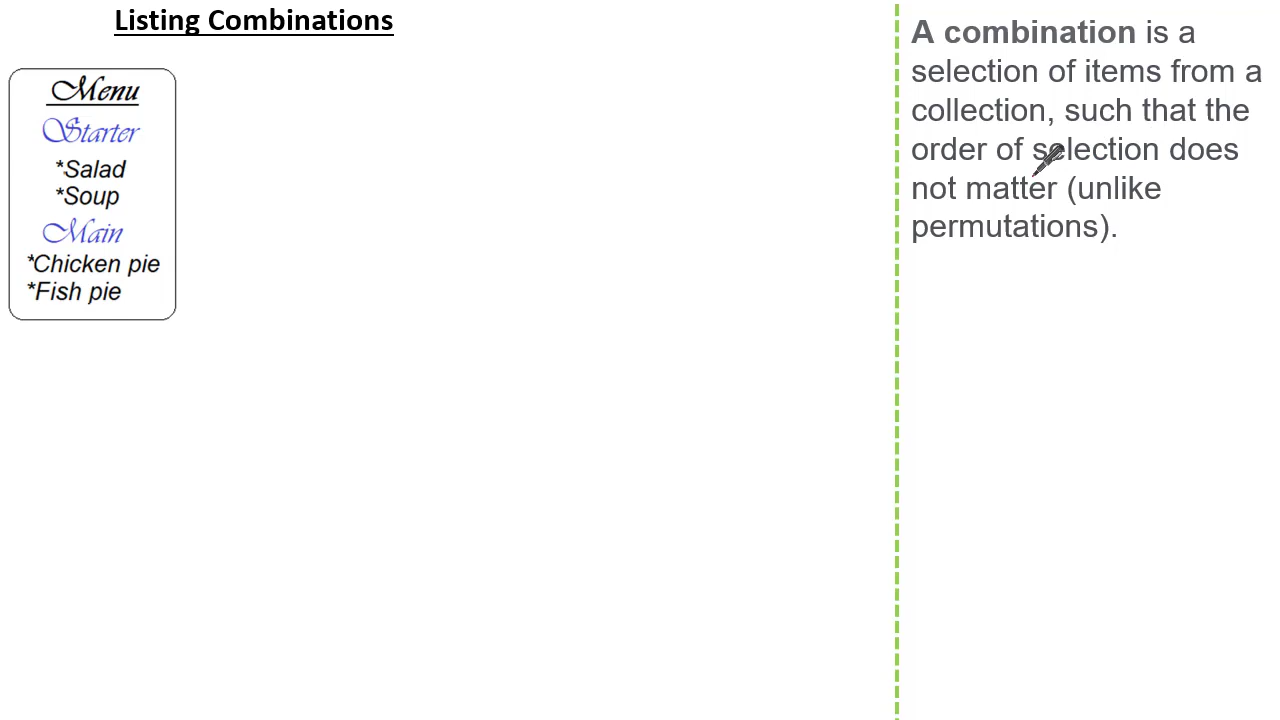 Listing Combinations
Menu
Starter
*Salad
*Soup
Main
*Chicken pie
*Fish pie
A combination is a
selection of items from a
collection, such that the
order of selection does
not matter (unlike
permutations).